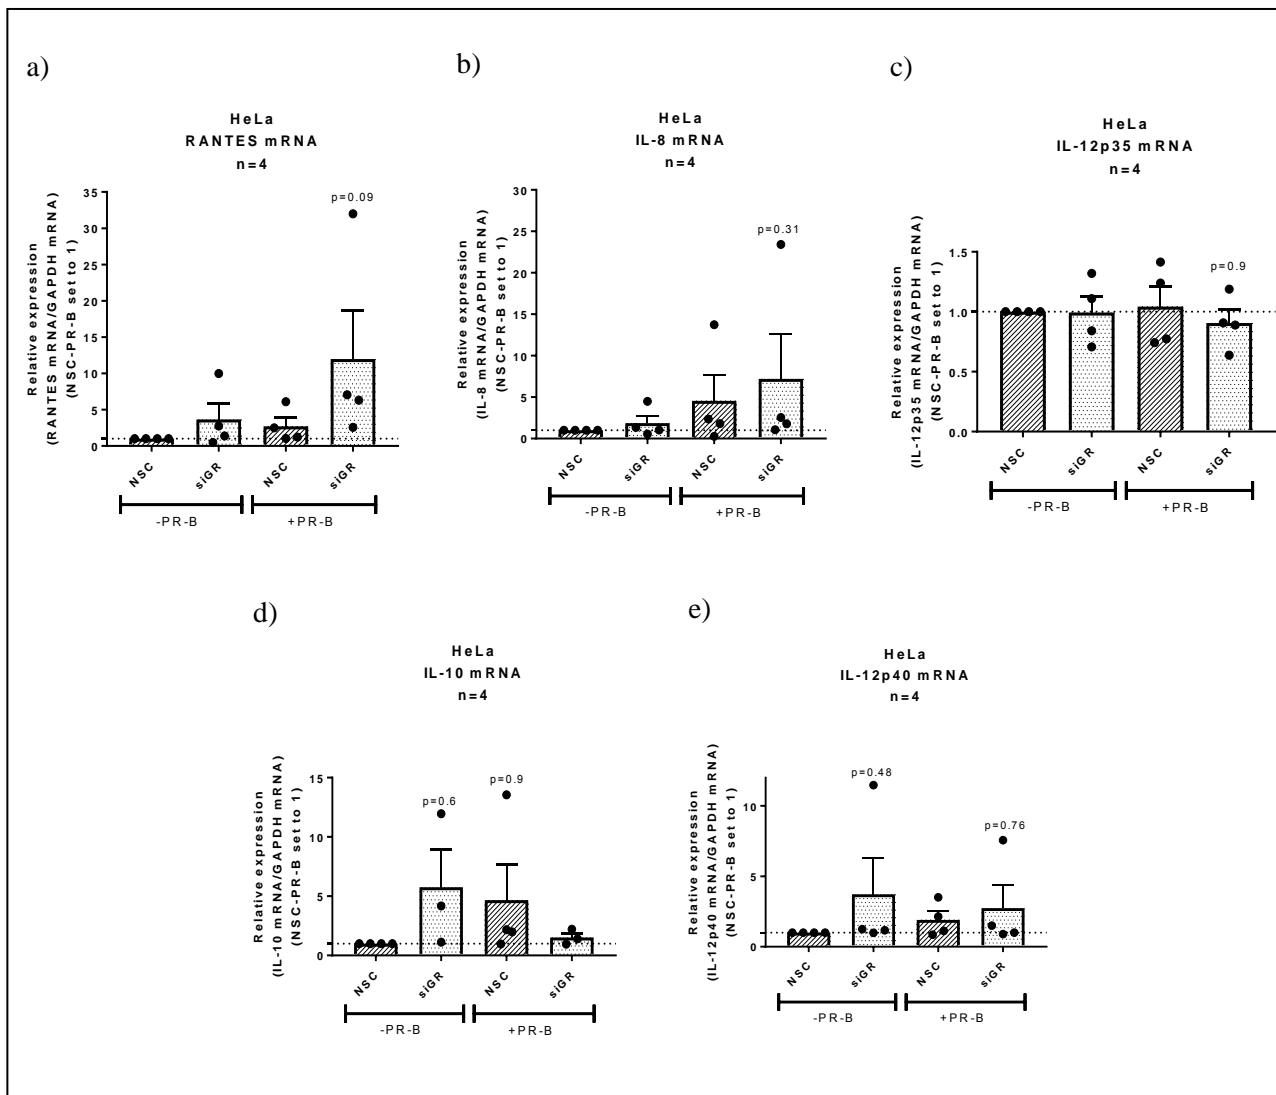 a)
HeLa
RANTES mRNA
n=4
Relative expression
(RANTES mRNA/GAPDH mRNA)
(NSC-PR-B set to 1)
35
30
25
20
15
10
5
0
p=0.09
NSC
siGR
NSC
siGR
-PR-B
+PR-B
b)
HeLa
IL-8 mRNA
n=4
Relative expression
(IL-8 mRNA/GAPDH mRNA)
(NSC-PR-B set to 1)
30
25
20
15
10
5
0
p=0.31
NSC
siGR
NSC
siGR
-PR-B
+PR-B
c)
HeLa
IL-12p35 mRNA
n=4
Relative expression
(IL-12p35 mRNA/GAPDH mRNA)
(NSC-PR-B set to 1)
1.5
1.0
0.5
0.0
p=0.9
NSC
siGR
NSC
siGR
-PR-B
+PR-B
d)
HeLa
IL-10 mRNA
n=4
Relative expression
(IL-10 mRNA/GAPDH mRNA)
(NSC-PR-B set to 1)
15
10
5
0
p=0.6
p=0.9
NSC
siGR
NSC
siGR
-PR-B
+PR-B
e)
HeLa
IL-12p40 mRNA
n=4
Relative expression
(IL-12p40 mRNA/GAPDH mRNA)
(NSC-PR-B set to 1)
10
5
0
p=0.48
p=0.76
NSC
siGR
NSC
siGR
-PR-B
+PR-B